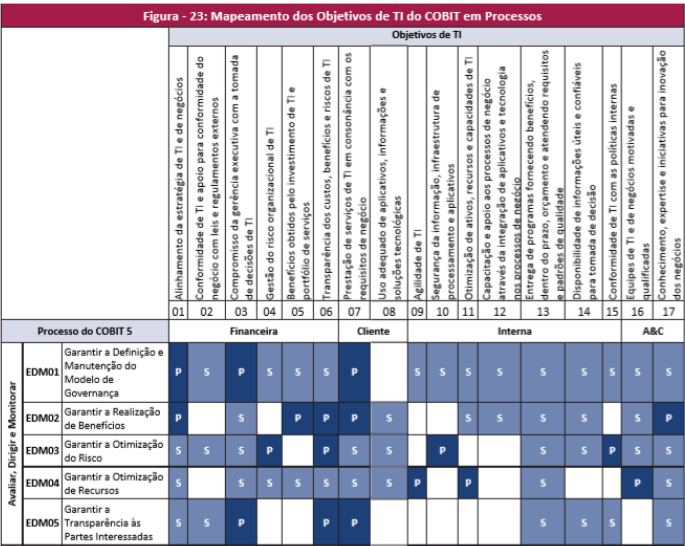 Figura - 23: Mapeamento dos Objetivos de TI do COBIT em Processos
Objetivos de TI
Alinhamento da estratégia de TI e de negócios
Conformidade de TI e apoio para conformidade do
negócio com leis e regulamentos externos
Compromisso da gerência executiva com a tomada
de decisões de TI
Gestão do risco organizacional de TI
Benefícios obtidos pelo investimento de TI e
portfólio de serviços
Transparência dos custos, benefícios e riscos de TI
Prestação de serviços de TI em consonância com os
requisitos de negócio
Uso adequado de aplicativos, informações e
soluções tecnológicas
Agilidade de TI
Segurança da informação, infraestrutura de
processamento e aplicativos
Otimização de ativos, recursos e capacidades de TI
Capacitação e apoio aos processos de negócio
através da integração de aplicativos e tecnologia
nos processos de negócio
Entrega de programas fornecendo benefícios,
dentro do prazo, orçamento e atendendo requisitos
e padrões de qualidade
Disponibilidade de informações úteis e confiáveis
para tomada de decisão
Conformidade de TI com as políticas internas
Equipes de TI e de negócios motivadas e
qualificadas
Conhecimento, expertise e iniciativas para inovação
dos negócios
01 02 03 04 05 06 07 08 09 10 11 12 13 14 15 16 17
Processo do COBIT 5 Financeira Cliente Interna A&C
Avaliar, Dirigir e Monitorar
EDM01
Garantir a Definição e
Manutenção do
Modelo de
Governança
P S P S S S P S S S S S S S S S
EDM02
Garantir a Realização
de Benefícios
P S P P P S S S S S S P
EDM03
Garantir a Otimização
do Risco
S S S P P S S P S S P S S
EDM04
Garantir a Otimização
de Recursos
S S S S S S S P P S P S
EDM05
Garantir a
Transparência às
Partes Interessadas
S S P P P S S S S